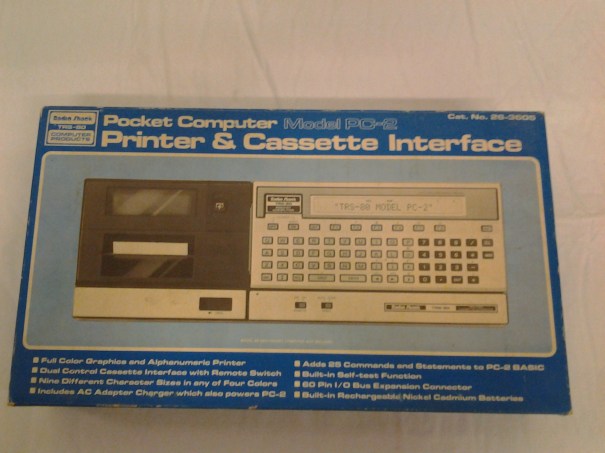 Radio Shack
TRS-80
COMPUTER
PRODUCTS
Pocket Computer Model PC-2
Cat. No. 26-3605
Printer & Cassette Interface
Radio Shack
"TRS-80 MODEL PC-2"
Radio Shack
Full Color Graphics and Alphanumeric Printer
Dual Control Cassette Interface with Remote Switch
Nine Different Character Sizes in any of Four Colors
Includes AC Adapter Charger which also powers PC-2
Adds 25 Commands and Statements to PC-2 BASIC
Built-in Self-test Function
60 Pin I/O Bus Expansion Connector
Built-in Rechargeable Nickel Cadmium Batteries